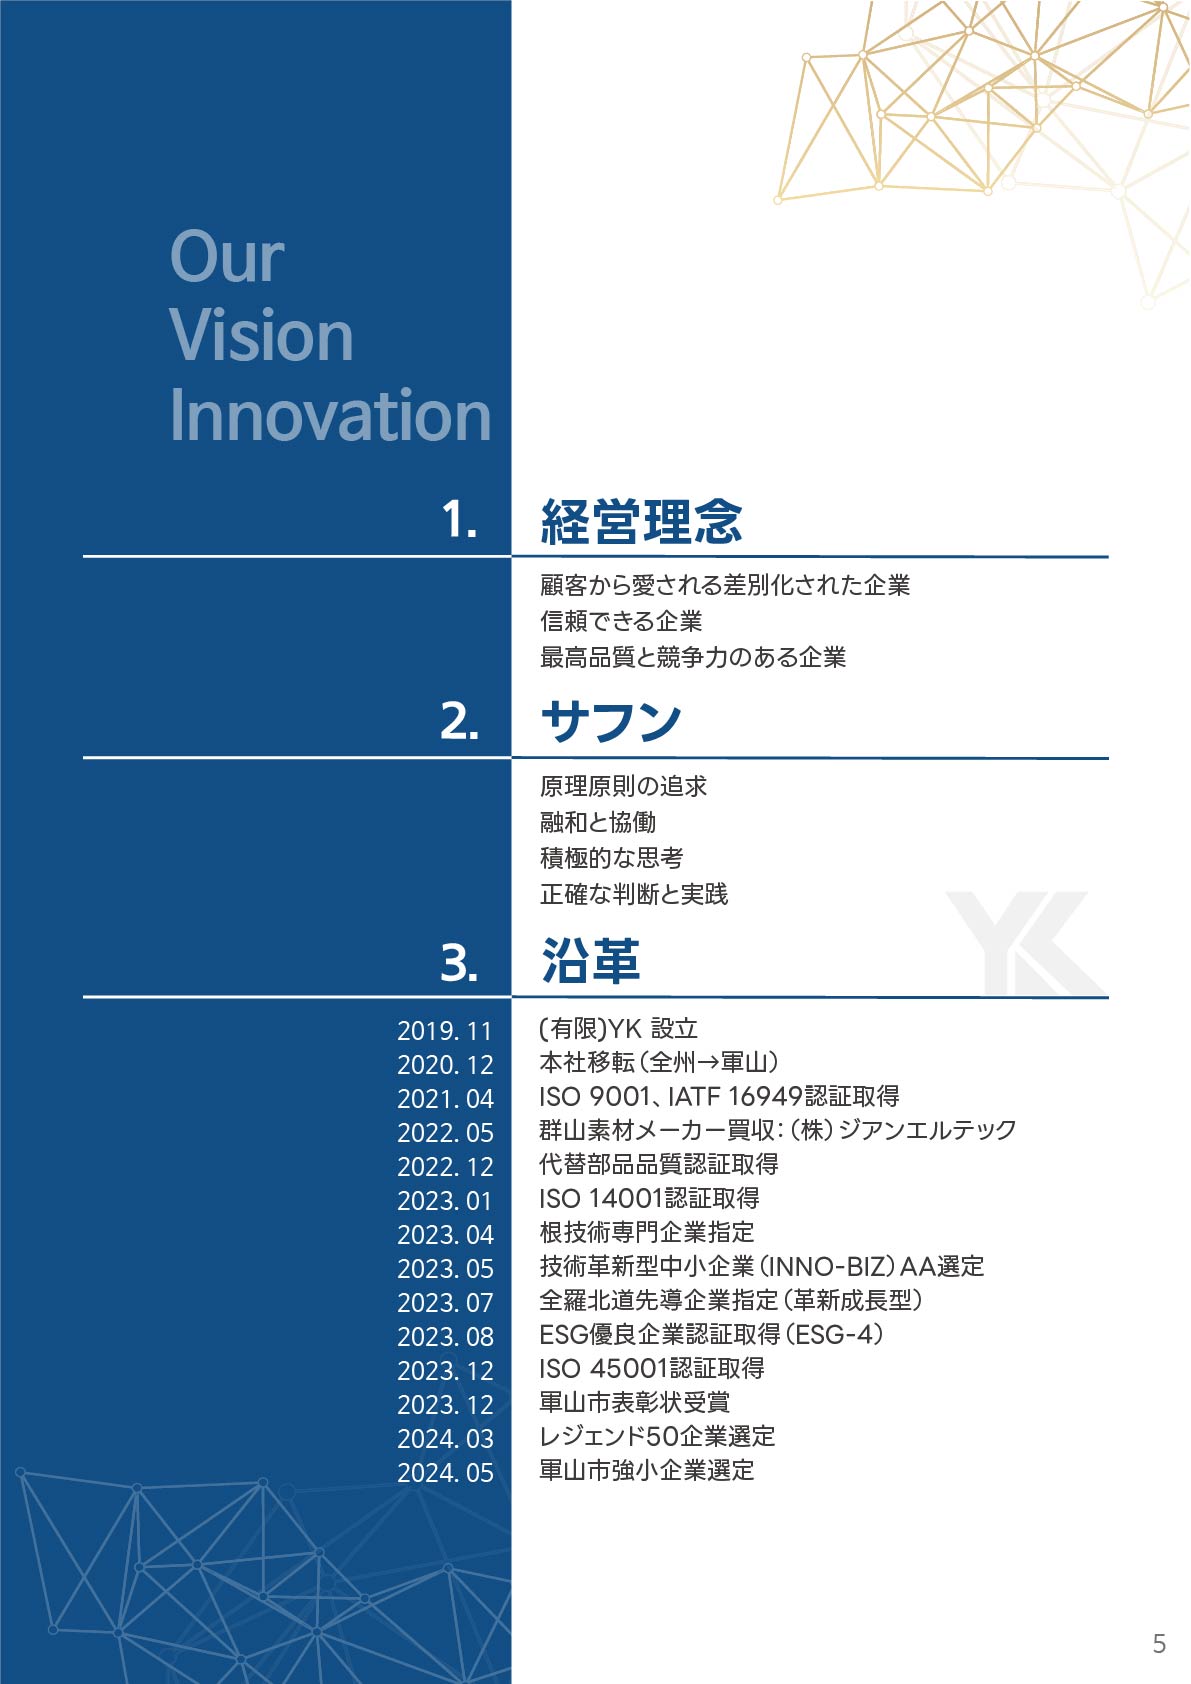 Our
Vision
Innovation
1. 経営理念
顧客から愛される差別化された企業
信頼できる企業
最高品質と競争力のある企業
2. サフン
原理原則の追求
融和と協働
積極的な思考
正確な判断と実践
YK
3. 沿革
2019. 11 (有限)YK 設立
2020. 12 本社移転（全州→軍山）
2021. 04 ISO 9001、IATF 16949認証取得
2022. 05 群山素材メーカー買収：（株）ジアンエルテック
2022. 12 代替部品品質認証取得
2023. 01 ISO 14001認証取得
2023. 04 根技術専門企業指定
2023. 05 技術革新型中小企業（INNO-BIZ）AA選定
2023. 07 全羅北道先導企業指定（革新成長型）
2023. 08 ESG優良企業認証取得（ESG-4）
2023. 12 ISO 45001認証取得
2023. 12 軍山市表彰状受賞
2024. 03 レジェンド50企業選定
2024. 05 軍山市強小企業選定
5